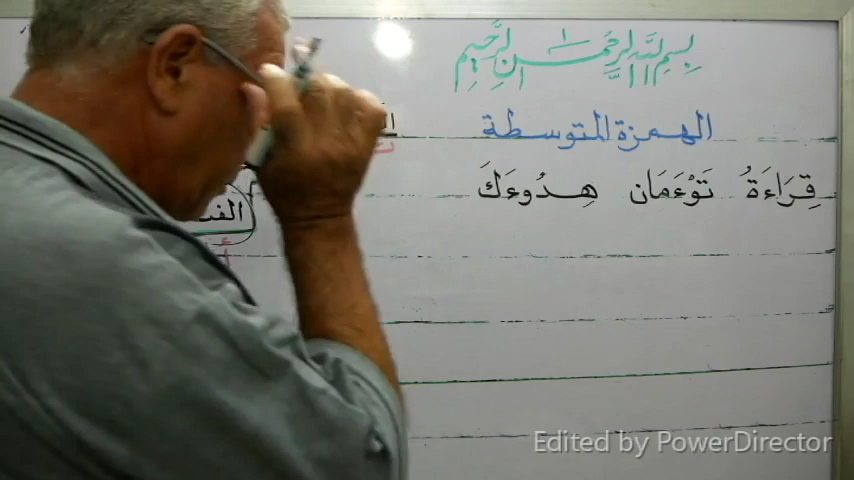 بسم الله الرحمن الرحيم
الهمزة المتوسطة
قِرَاءَةُ تَوْءَمَان هِدُوءَكَ
Edited by PowerDirector